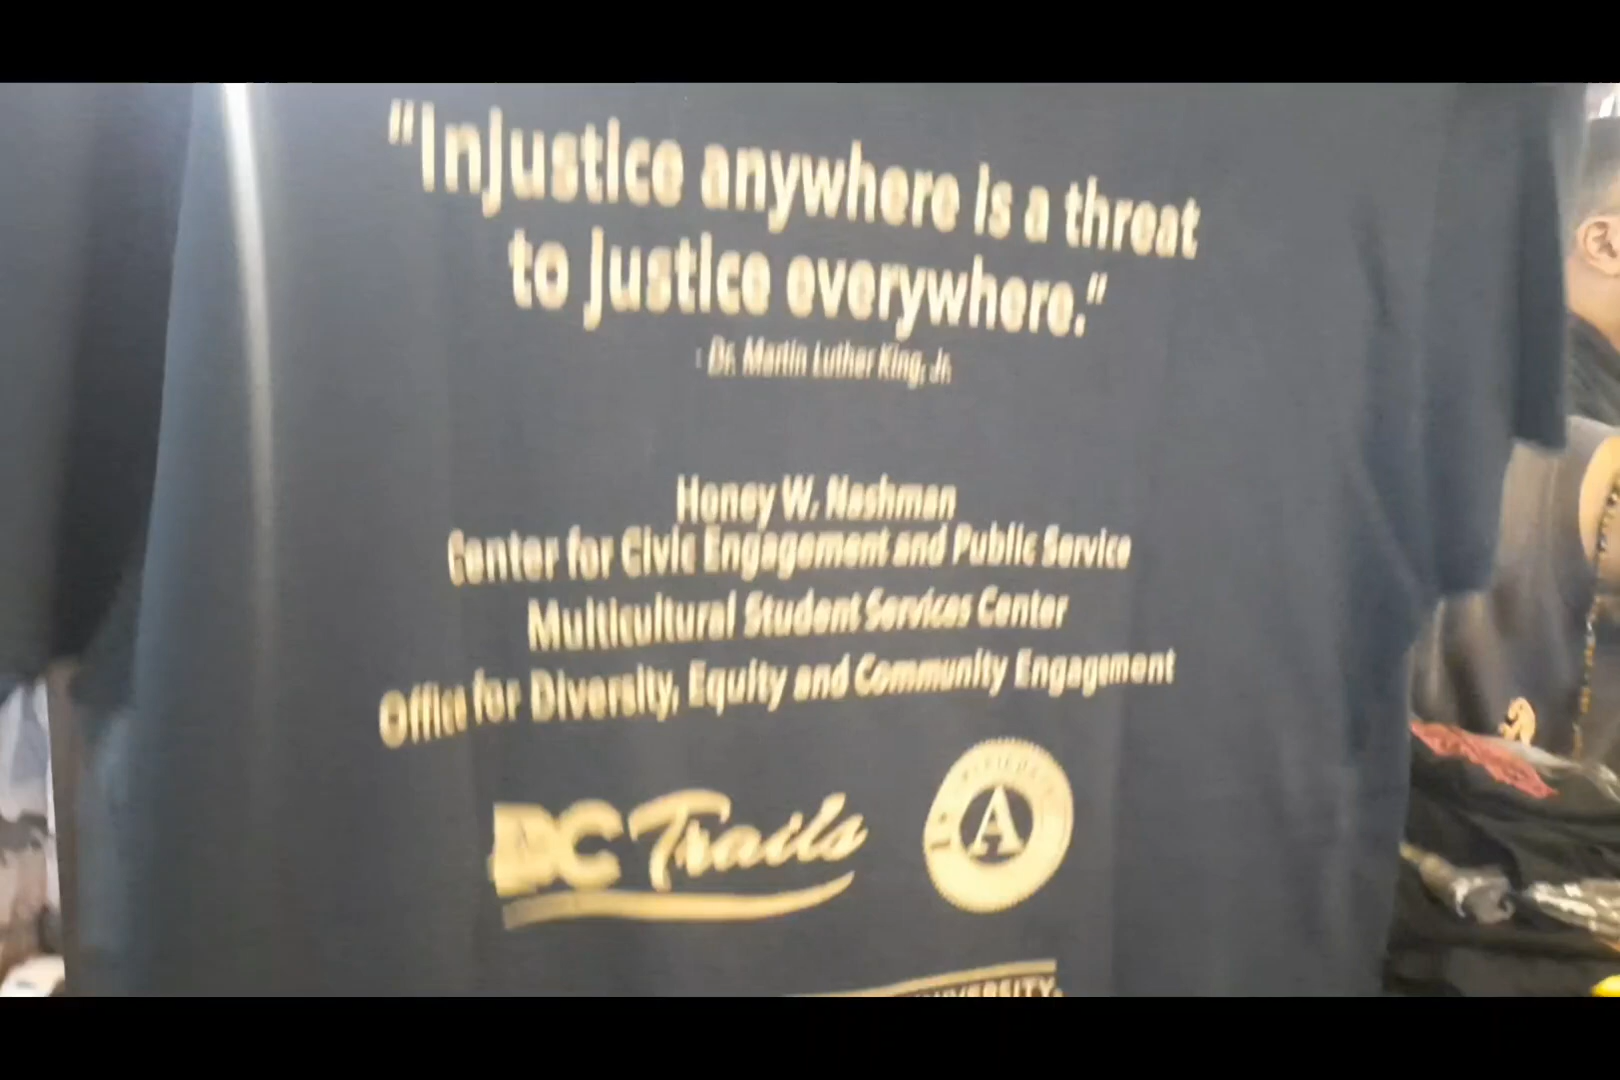 "Injustice anywhere is a threat
to justice everywhere."
- Dr. Martin Luther King, Jr.
Honey W. Nashman
Center for Civic Engagement and Public Service
Multicultural Student Services Center
Office for Diversity, Equity and Community Engagement
DC Trails
A